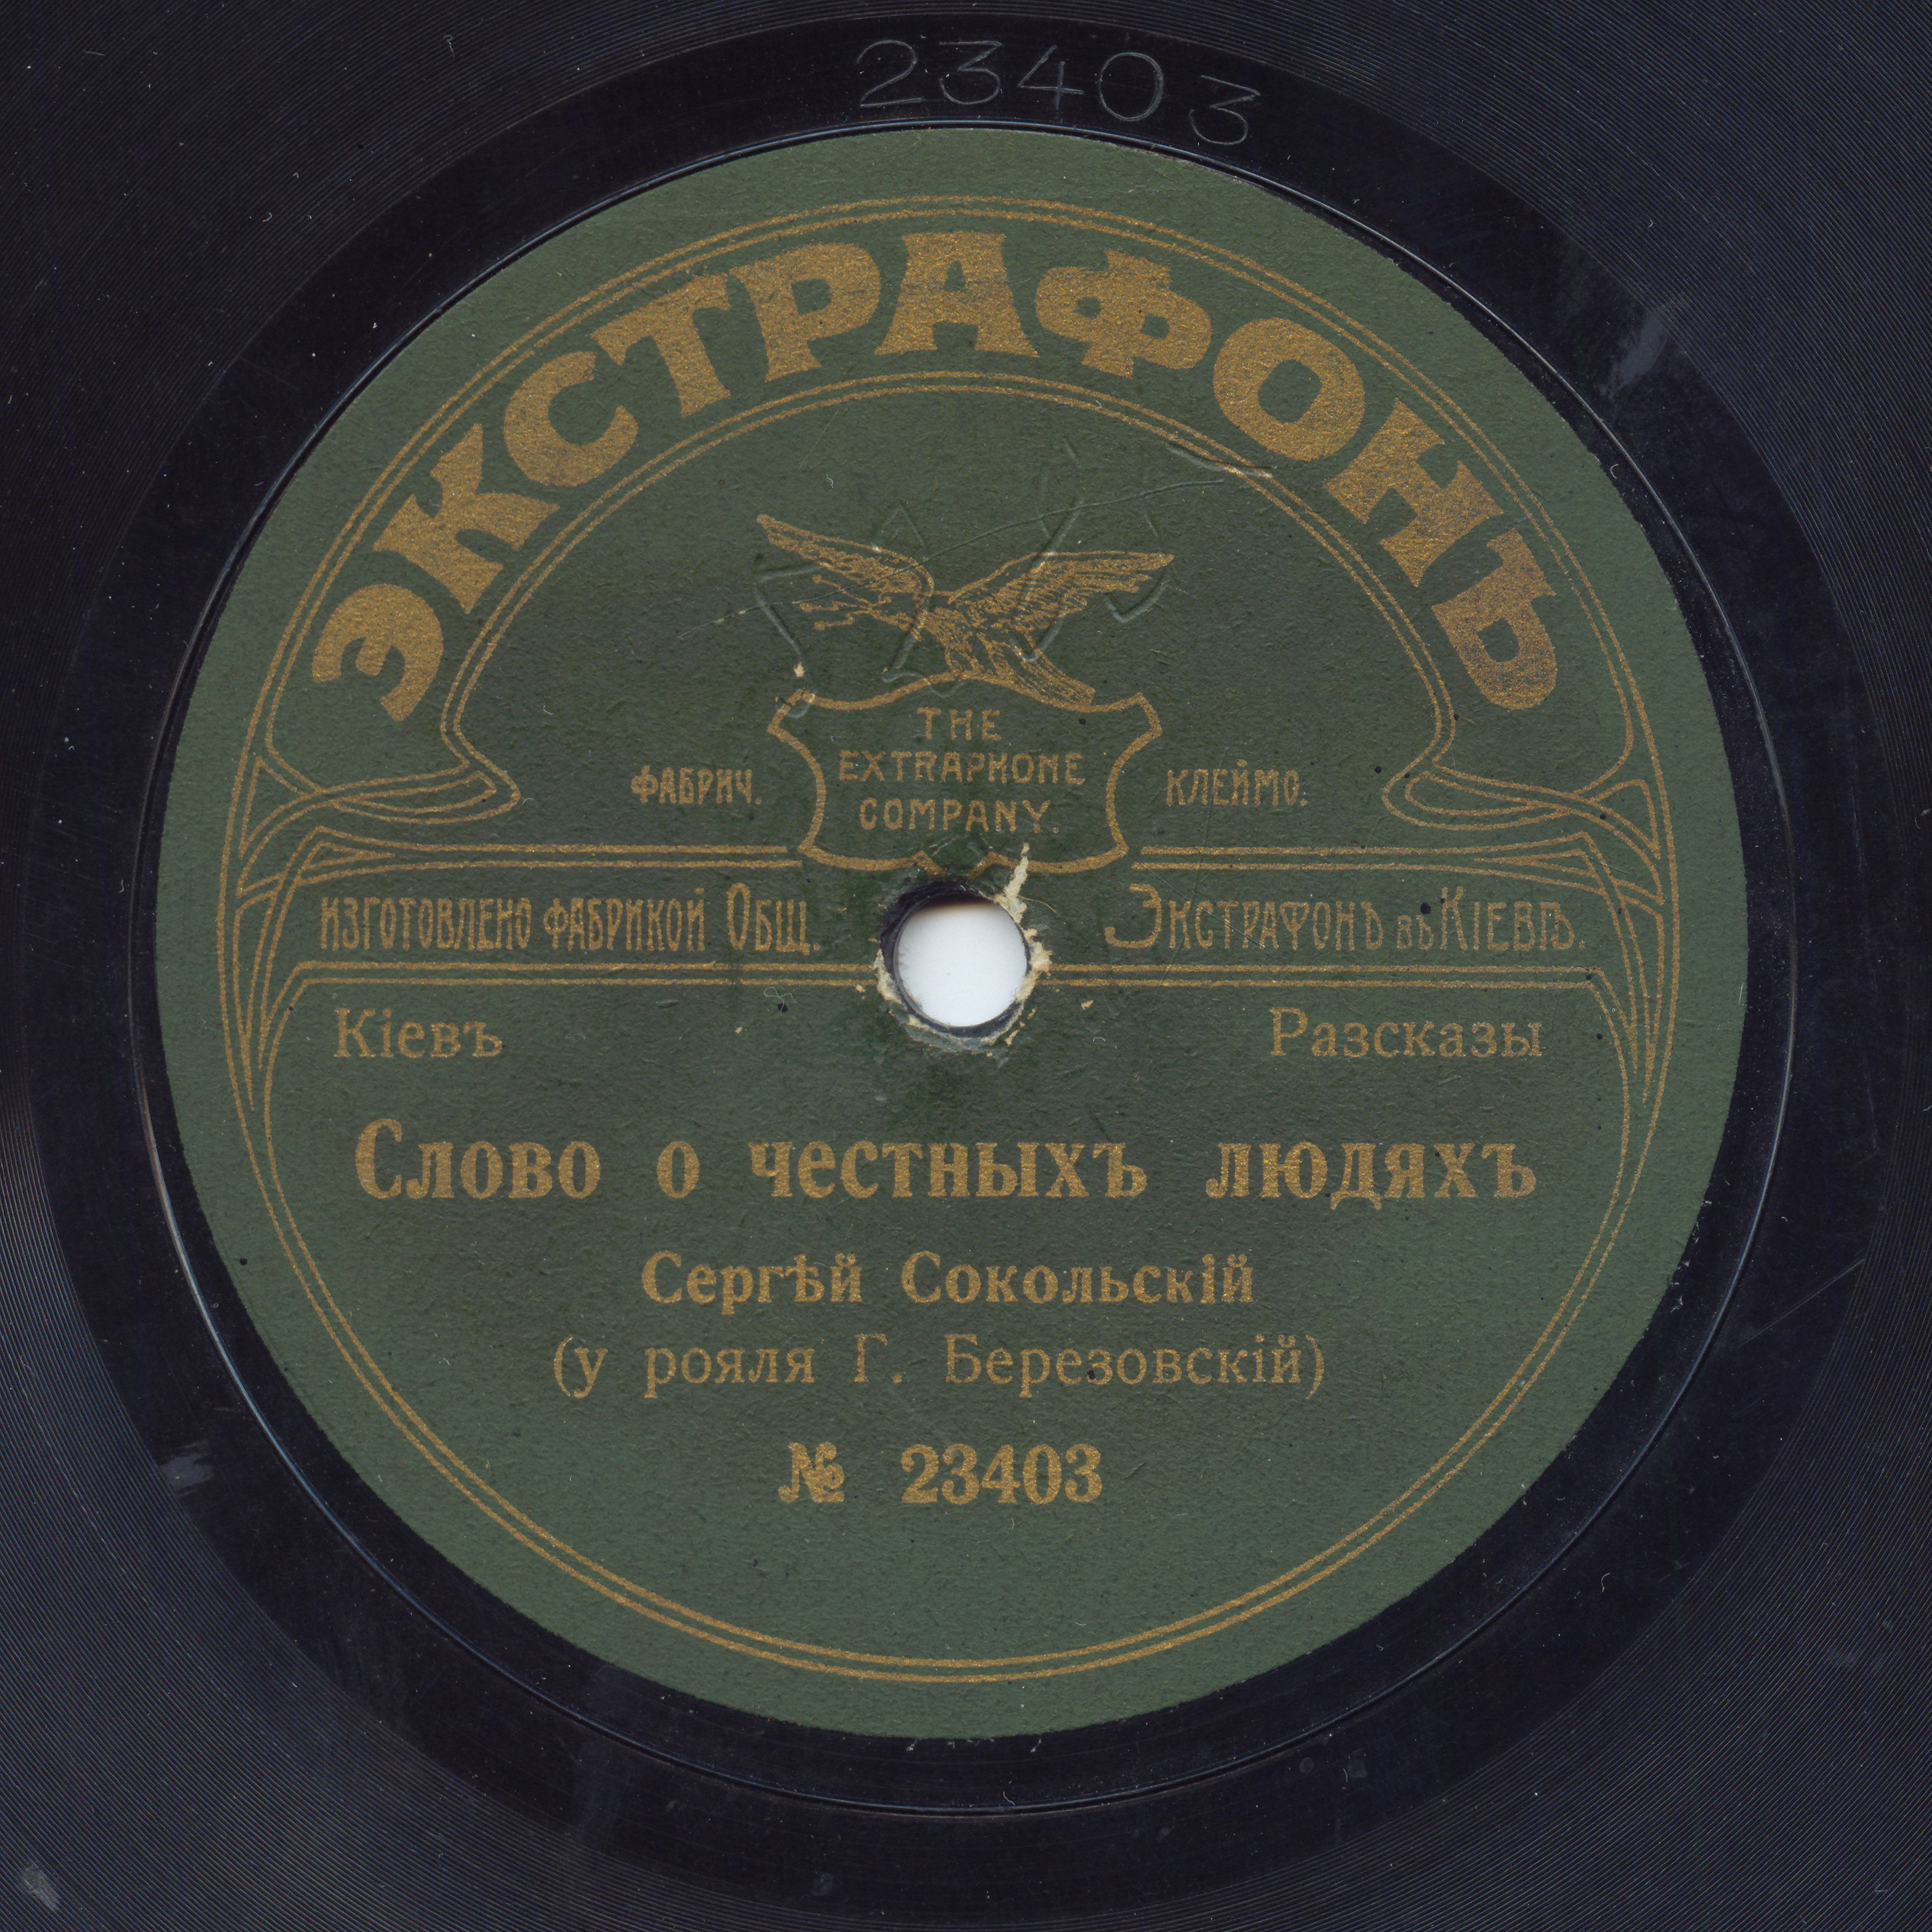 23403
ЭКСТРАФОНЪ
THE
EXTRAPHONE
COMPANY.
ФАБРИЧ. КЛЕЙМО.
ИЗГОТОВЛЕНО ФАБРИКОЙ ОБЩ. ЭКСТРАФОНЪ ВЪ КІЕВѢ.
Кіевъ Разсказы
Слово о честныхъ людяхъ
Сергѣй Сокольскій
(у рояля Г. Березовскій)
№ 23403